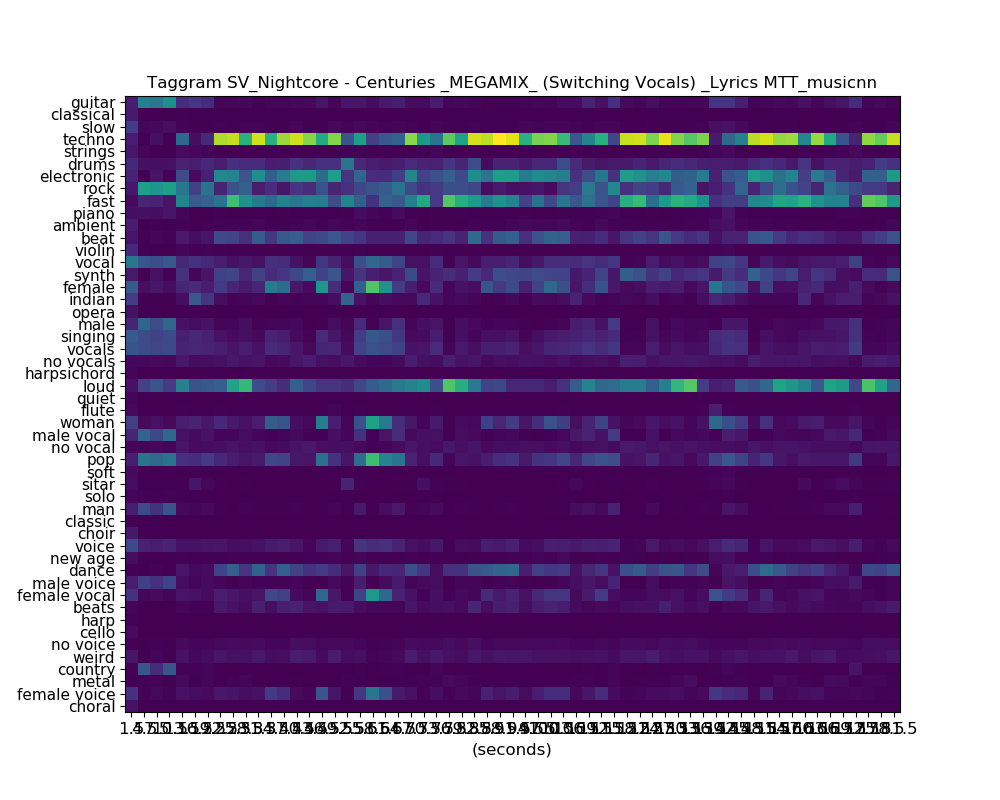 Taggram SV_Nightcore - Centuries _MEGAMIX_ (Switching Vocals) _Lyrics MTT_musicnn
guitar
classical
slow
techno
strings
drums
electronic
rock
fast
piano
ambient
beat
violin
vocal
synth
female
indian
opera
male
singing
vocals
no vocals
harpsichord
loud
quiet
flute
woman
male vocal
no vocal
pop
soft
sitar
solo
man
classic
choir
voice
new age
dance
male voice
female vocal
beats
harp
cello
no voice
weird
country
metal
female voice
choral
(seconds)